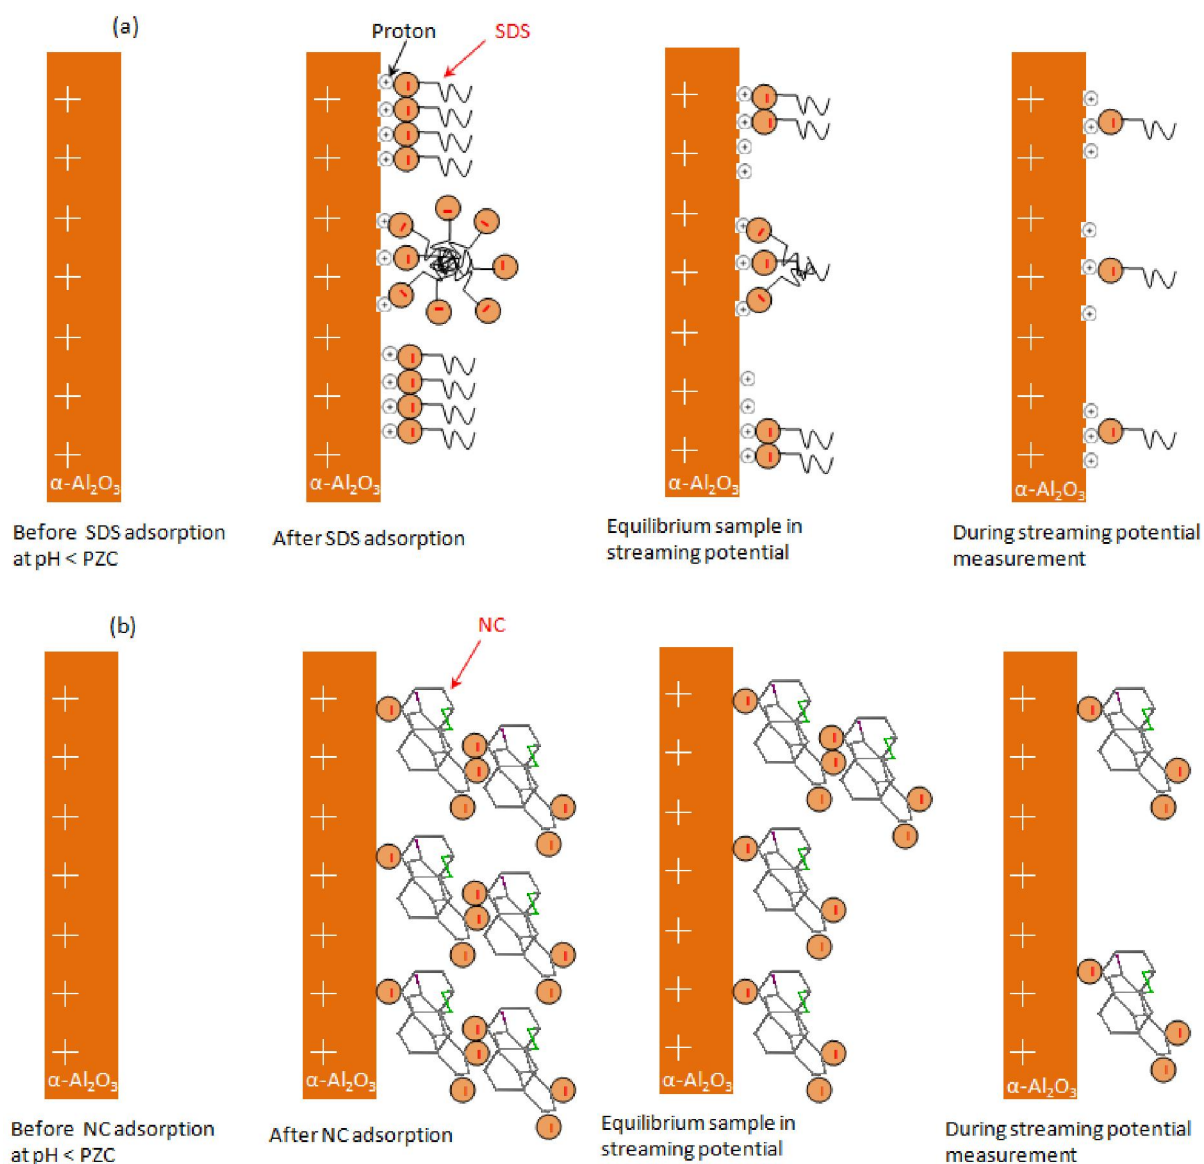 (a)
Proton
SDS
α-Al₂O₃
α-Al₂O₃
α-Al₂O₃
α-Al₂O₃
Before SDS adsorption
at pH < PZC
After SDS adsorption
Equilibrium sample in
streaming potential
During streaming potential
measurement
(b)
NC
α-Al₂O₃
α-Al₂O₃
α-Al₂O₃
α-Al₂O₃
Before NC adsorption
at pH < PZC
After NC adsorption
Equilibrium sample in
streaming potential
During streaming potential
measurement